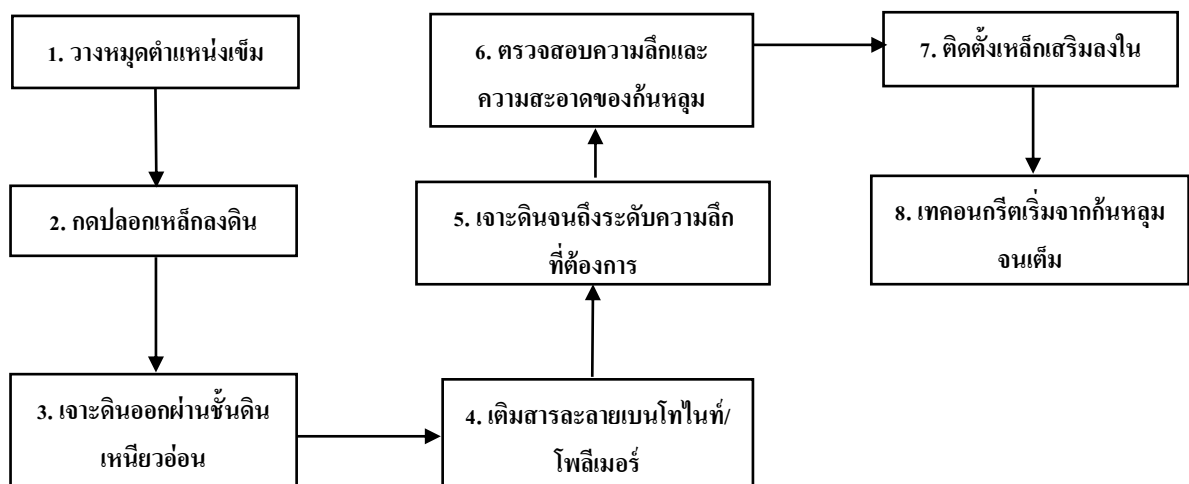 1. วางหมุดตำแหน่งเข็ม
2. กดปลอกเหล็กลงดิน
3. เจาะดินออกผ่านชั้นดิน
เหนียวอ่อน
4. เติมสารละลายเบนโทไนท์/
โพลีเมอร์
5. เจาะดินจนถึงระดับความลึก
ที่ต้องการ
6. ตรวจสอบความลึกและ
ความสะอาดของก้นหลุม
7. ติดตั้งเหล็กเสริมลงใน
8. เทคอนกรีตเริ่มจากก้นหลุม
จนเต็ม